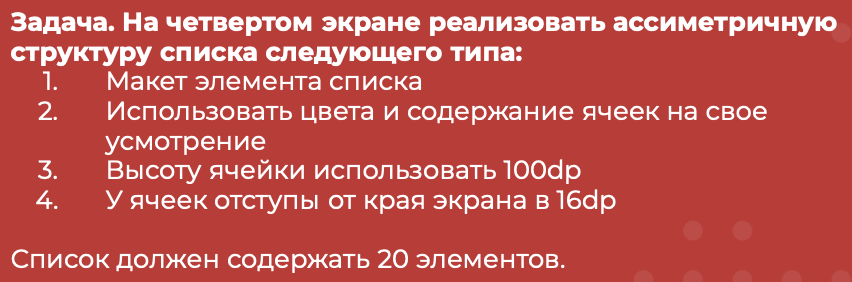 Задача. На четвертом экране реализовать ассиметричную
структуру списка следующего типа:
1. Макет элемента списка
2. Использовать цвета и содержание ячеек на свое
усмотрение
3. Высоту ячейки использовать 100dp
4. У ячеек отступы от края экрана в 16dp
Список должен содержать 20 элементов.